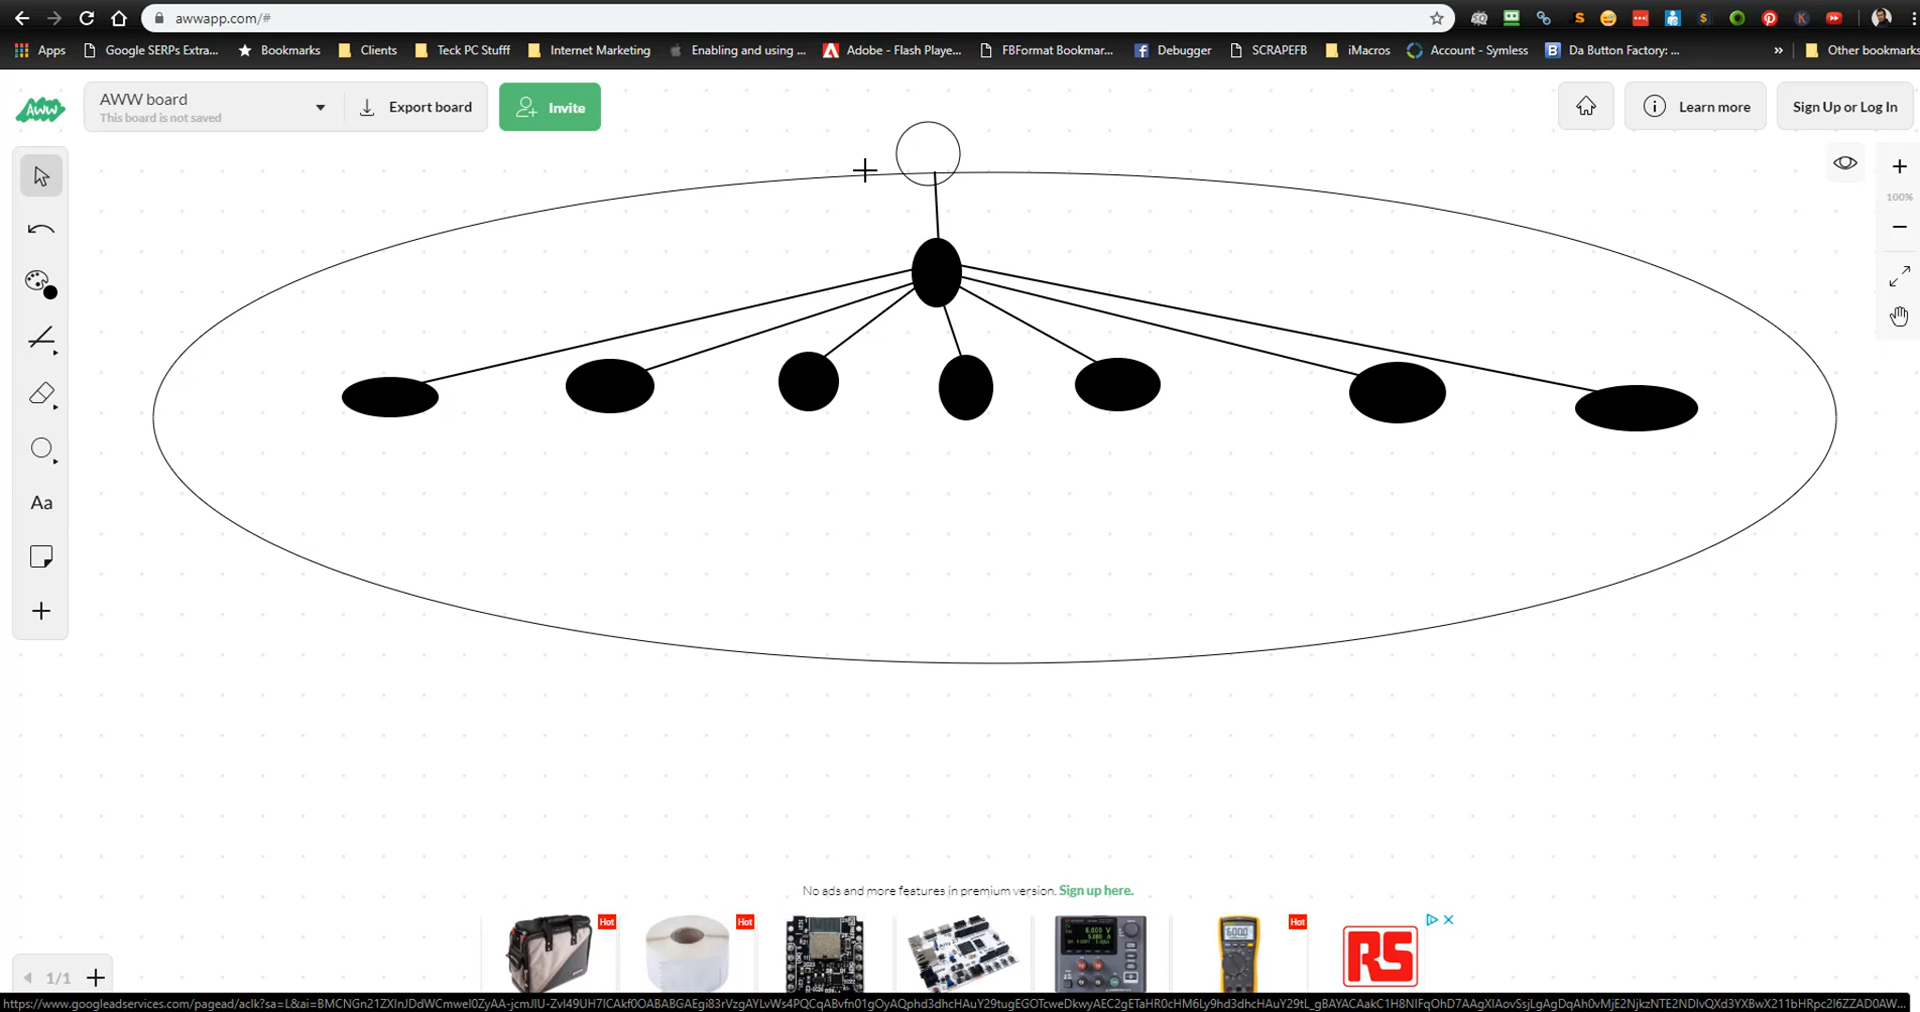 awwapp.com/#
Apps
Google SERPs Extra...
Bookmarks
Clients
Teck PC Stufff
Internet Marketing
Enabling and using ...
Adobe - Flash Playe...
FBFormat Bookmar...
Debugger
SCRAPEFB
iMacros
Account - Symless
Da Button Factory: ...
»
Other bookmarks
AWW
AWW board
This board is not saved
Export board
Invite
Learn more
Sign Up or Log In
100%
Aa
No ads and more features in premium version. Sign up here.
Hot
Hot
Hot
RS
1/1